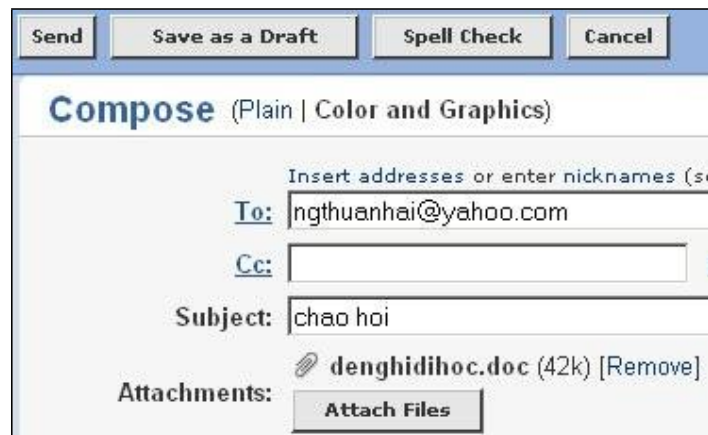 Send Save as a Draft Spell Check Cancel
Compose (Plain | Color and Graphics)
Insert addresses or enter nicknames
To: ngthuanhai@yahoo.com
Cc:
Subject: chao hoi
denghidihoc.doc (42k) [Remove]
Attachments:
Attach Files